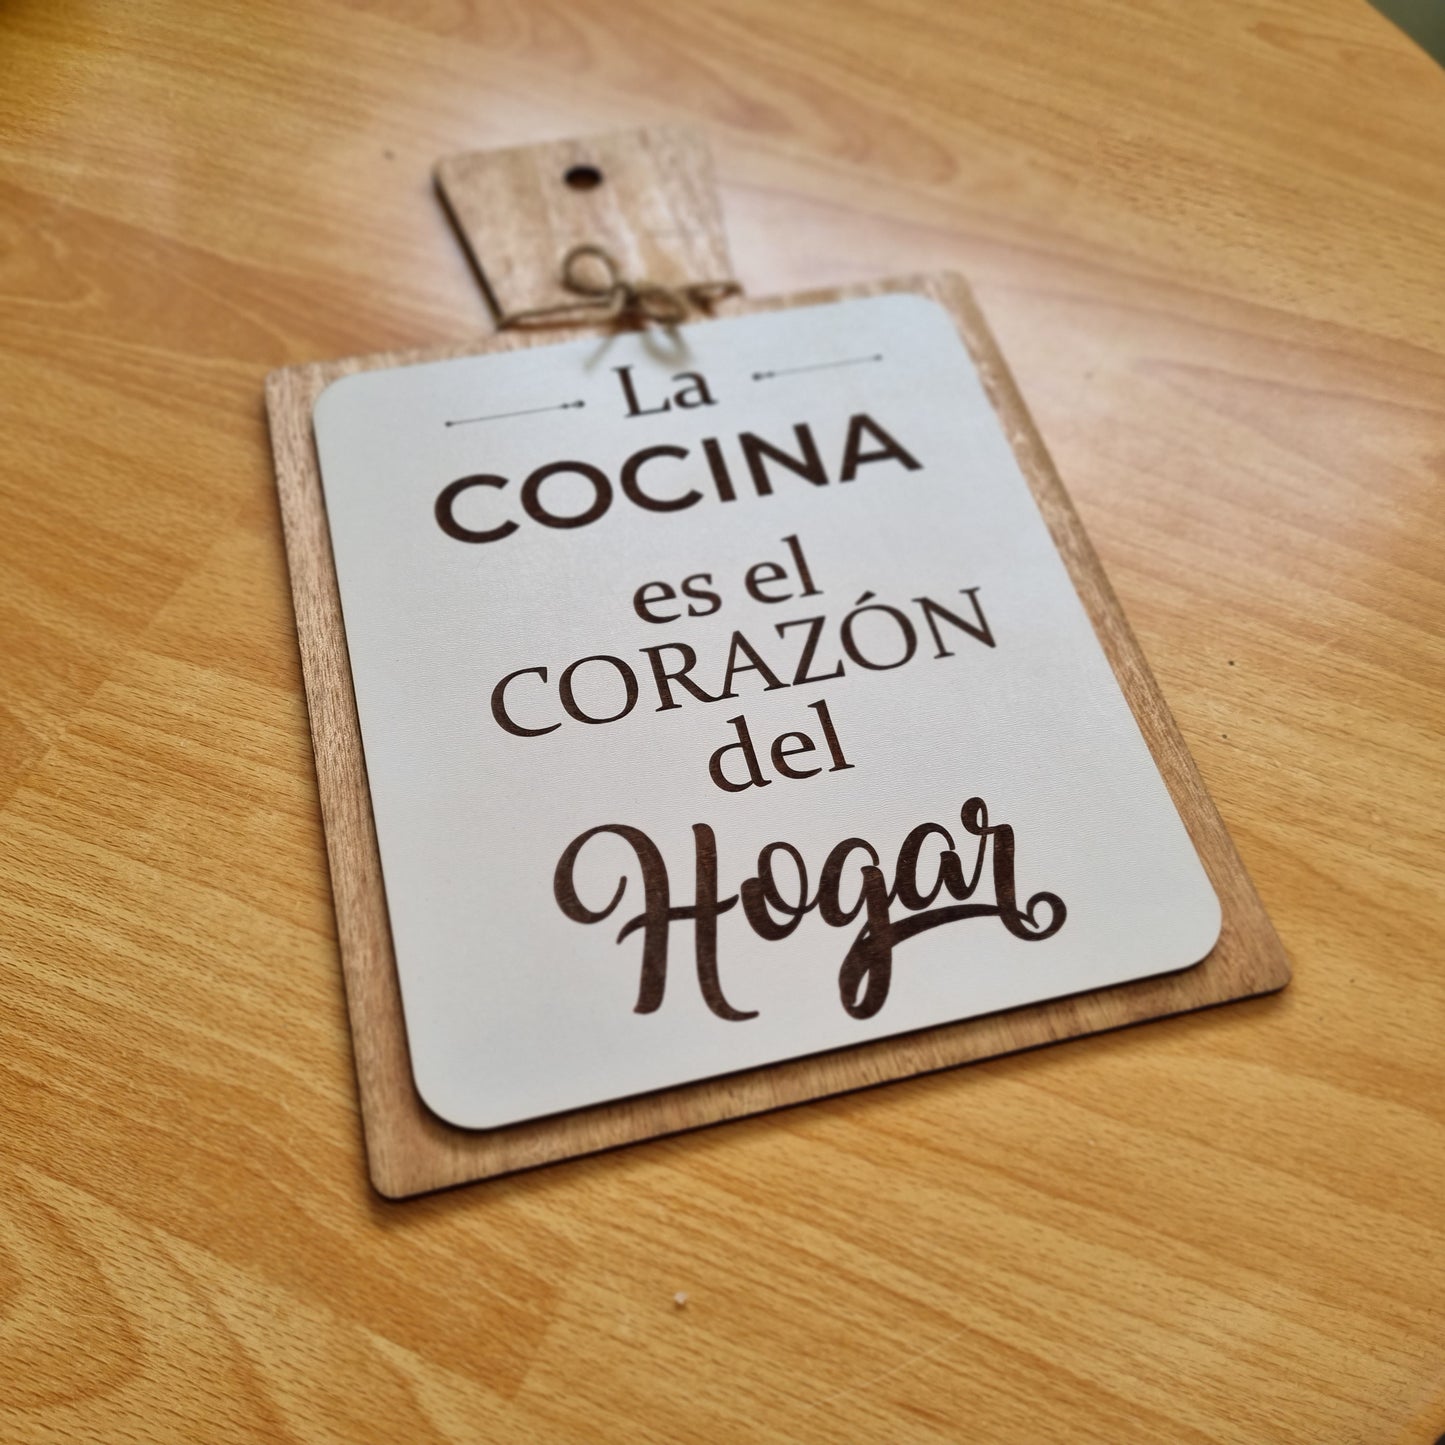 La
COCINA
es el
CORAZÓN
del
Hogar